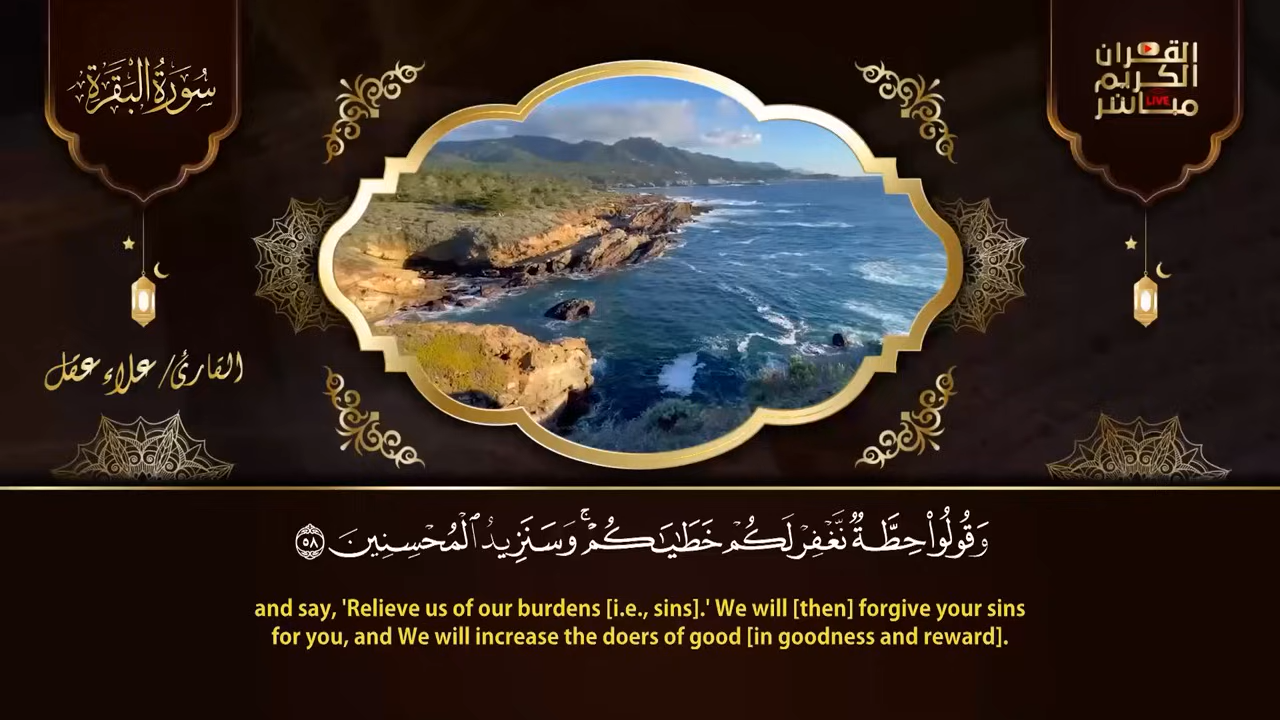 سُورَةُ البَقَرَةِ
القرآن
الكريم
مباشر
LIVE
القارئ/ علاء عقل
وَقُولُوا۟ حِطَّةٌ نَّغْفِرْ لَكُمْ خَطَٰيَٰكُمْ ۚ وَسَنَزِيدُ ٱلْمُحْسِنِينَ ٥٨
and say, 'Relieve us of our burdens [i.e., sins].' We will [then] forgive your sins
for you, and We will increase the doers of good [in goodness and reward].